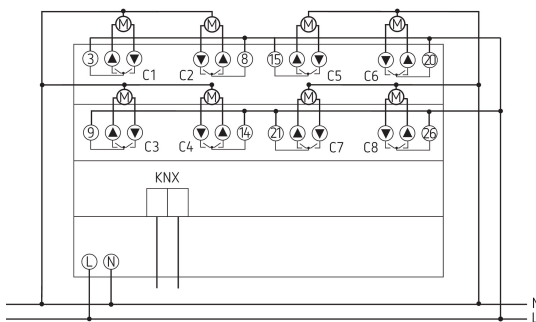 M M M M
3 8 15 20
C1 C2 C5 C6
M M M M
9 14 21 26
C3 C4 C7 C8
KNX
L N
N
L